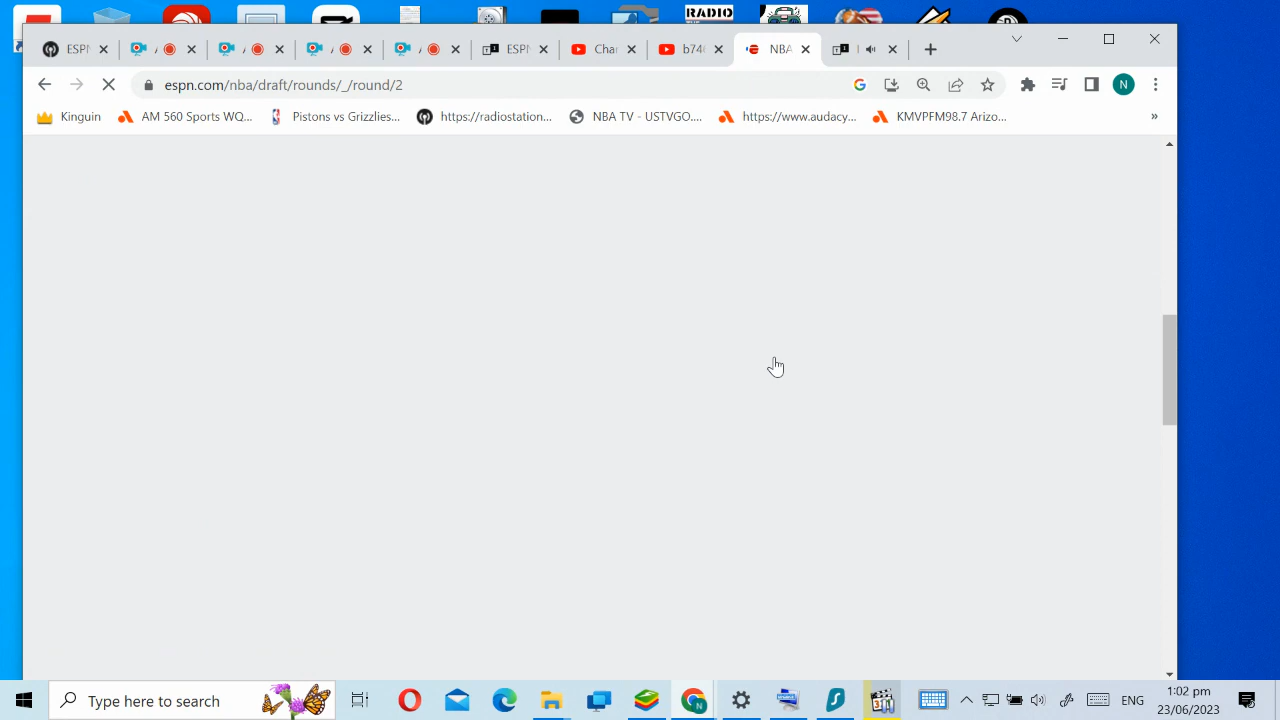 RADIO
ESPN
Char
b74
NBA
espn.com/nba/draft/rounds/_/round/2
Kinguin
AM 560 Sports WQ...
Pistons vs Grizzlies...
https://radiostation...
NBA TV - USTVGO....
https://www.audacy...
KMVPFM98.7 Arizo...
»
Type here to search
ENG
1:02 pm
23/06/2023